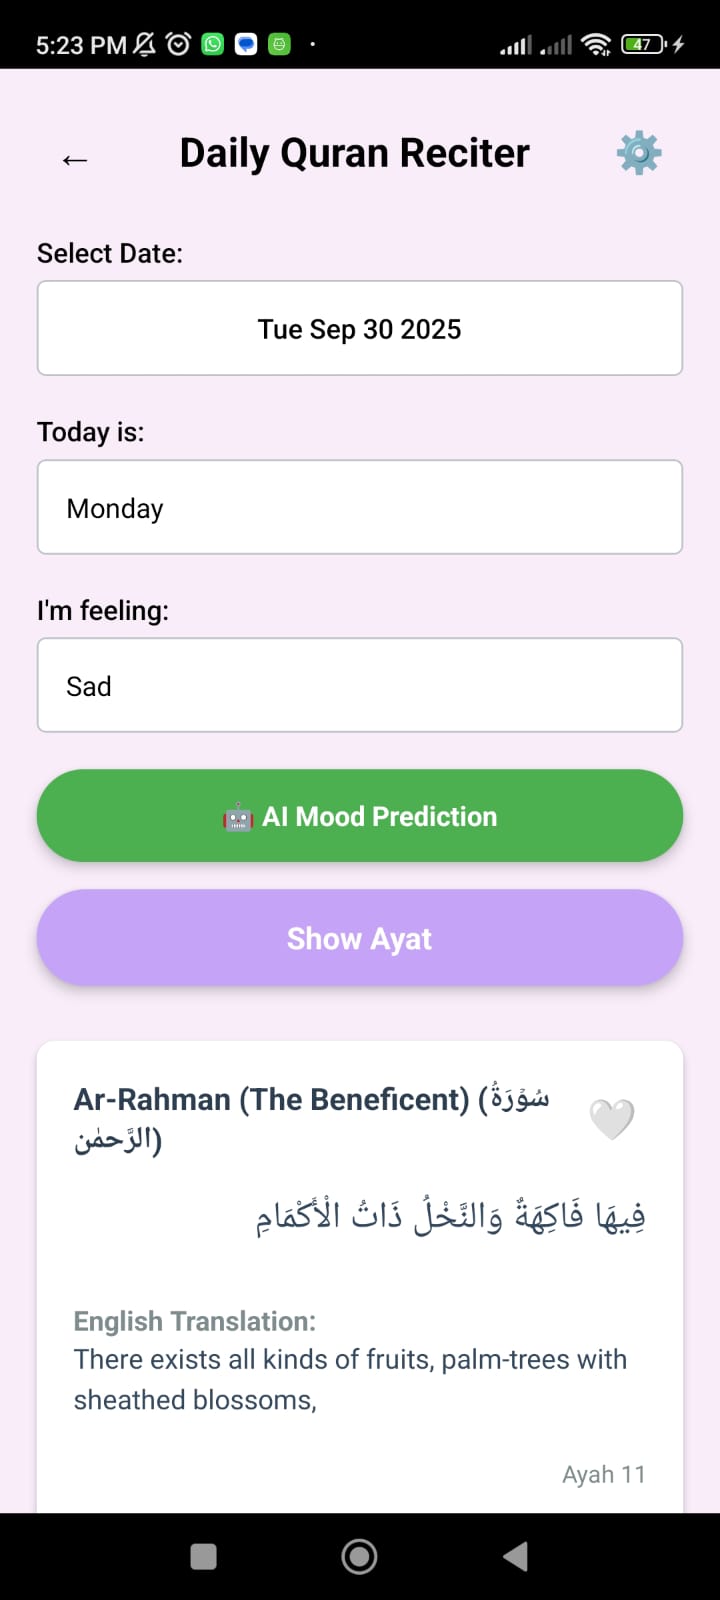 5:23 PM
47
Daily Quran Reciter
Select Date:
Tue Sep 30 2025
Today is:
Monday
I'm feeling:
Sad
AI Mood Prediction
Show Ayat
Ar-Rahman (The Beneficent) (سُوْرَةُ
الرَّحمٰن)
فِيهَا فَاكِهَةٌ وَالنَّخْلُ ذَاتُ الْأَكْمَامِ
English Translation:
There exists all kinds of fruits, palm-trees with
sheathed blossoms,
Ayah 11